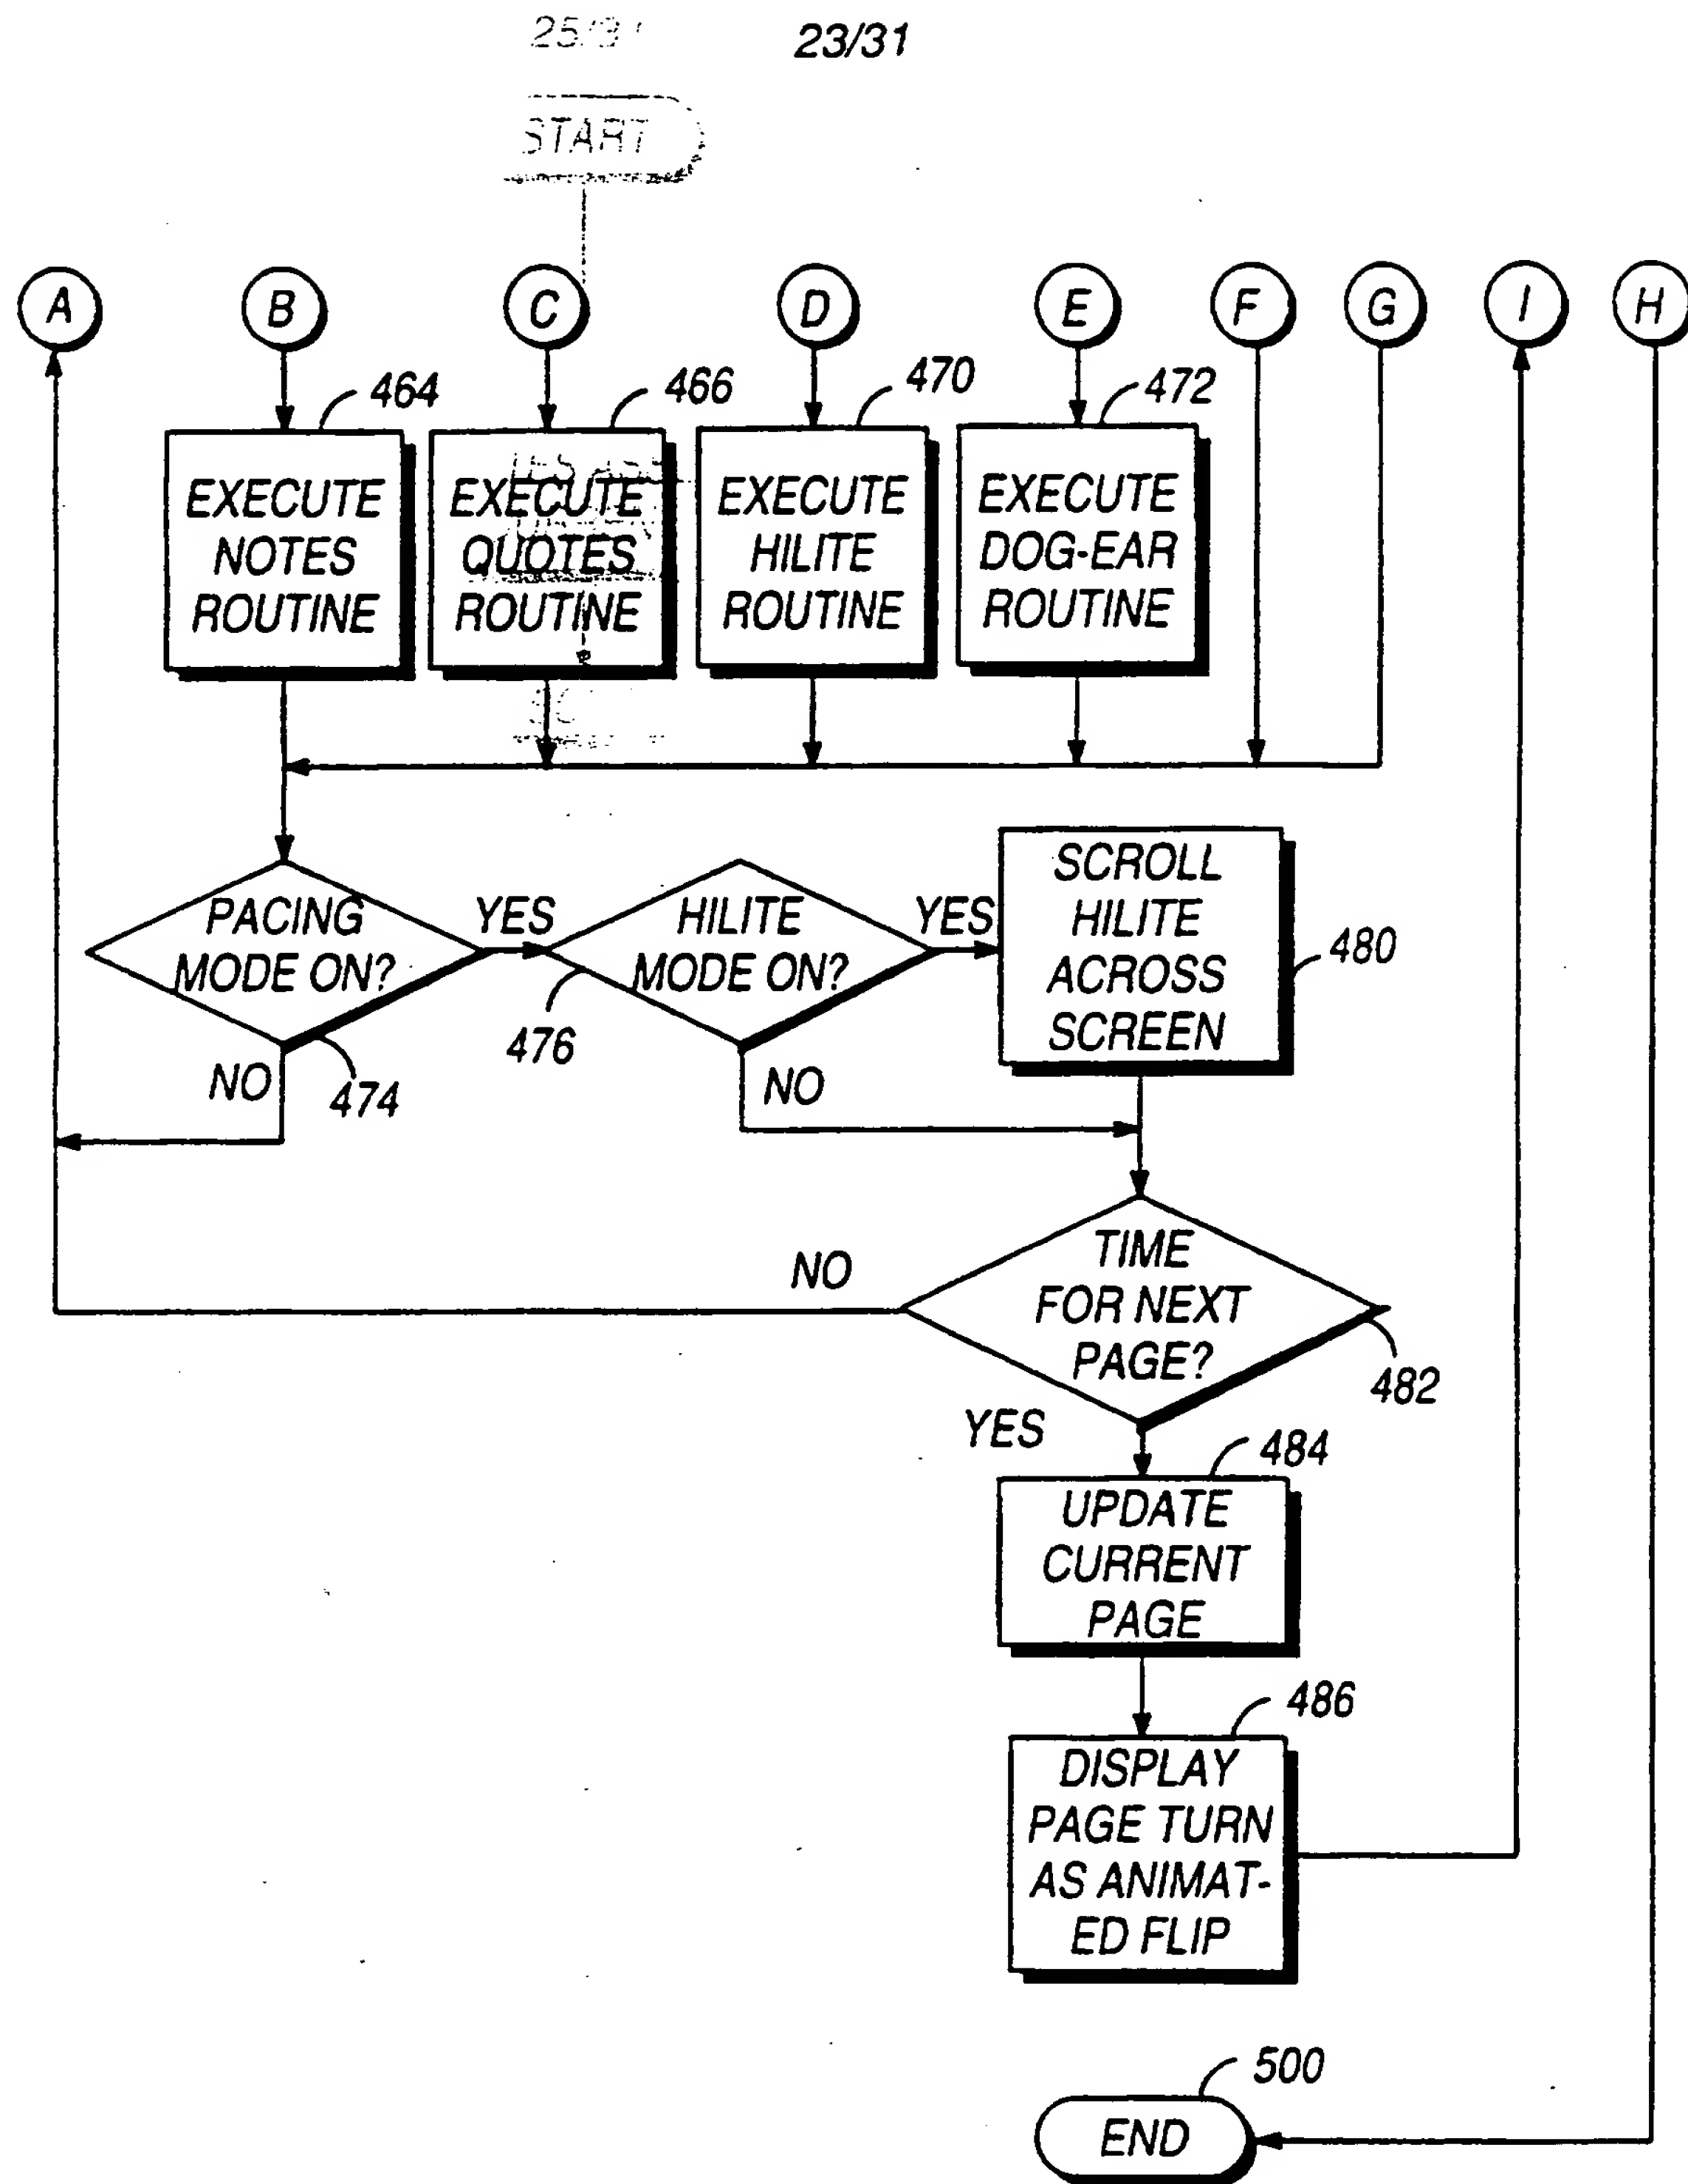 23/31
START
A
B
C
D
E
F
G
I
H
464
466
470
472
EXECUTE
NOTES
ROUTINE
EXECUTE
QUOTES
ROUTINE
EXECUTE
HILITE
ROUTINE
EXECUTE
DOG-EAR
ROUTINE
PACING
MODE ON?
YES
HILITE
MODE ON?
YES
SCROLL
HILITE
ACROSS
SCREEN
480
476
474
NO
NO
TIME
FOR NEXT
PAGE?
NO
482
YES
484
UPDATE
CURRENT
PAGE
486
DISPLAY
PAGE TURN
AS ANIMAT-
ED FLIP
500
END